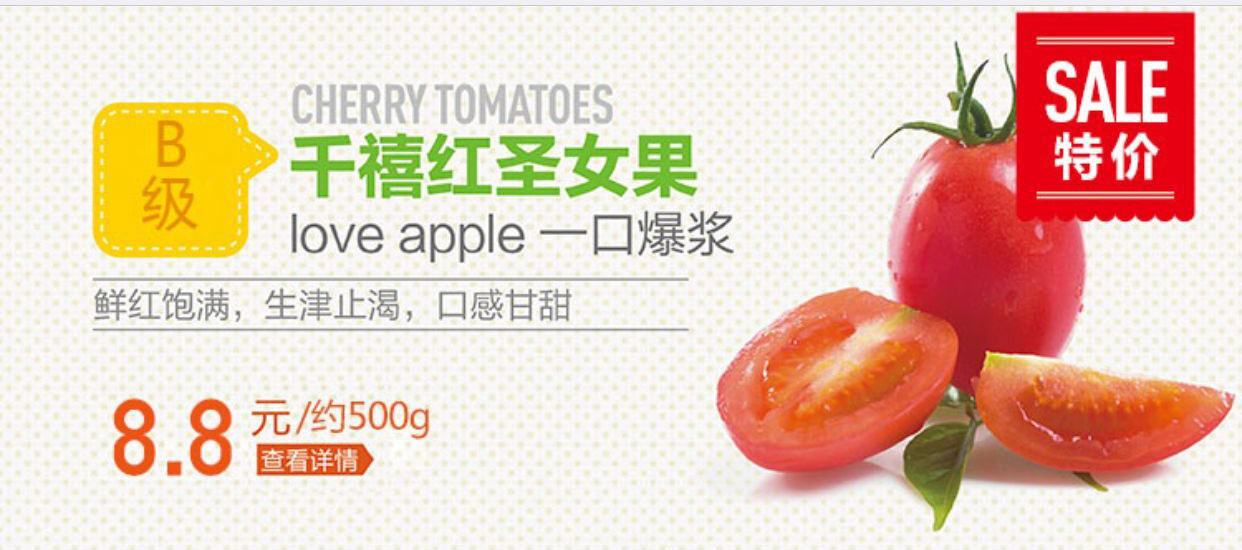 B
级
CHERRY TOMATOES
千禧红圣女果
love apple 一口爆浆
鲜红饱满，生津止渴，口感甘甜
8.8 元/约500g
查看详情
SALE
特价